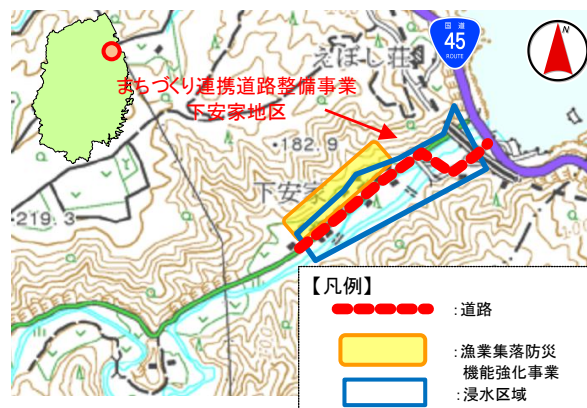 国道
45
ROUTE
N
えぼし荘
まちづくり連携道路整備事業
下安家地区
・182.9
下安家
・219.3
【凡例】
:道路
:漁業集落防災
機能強化事業
:浸水区域